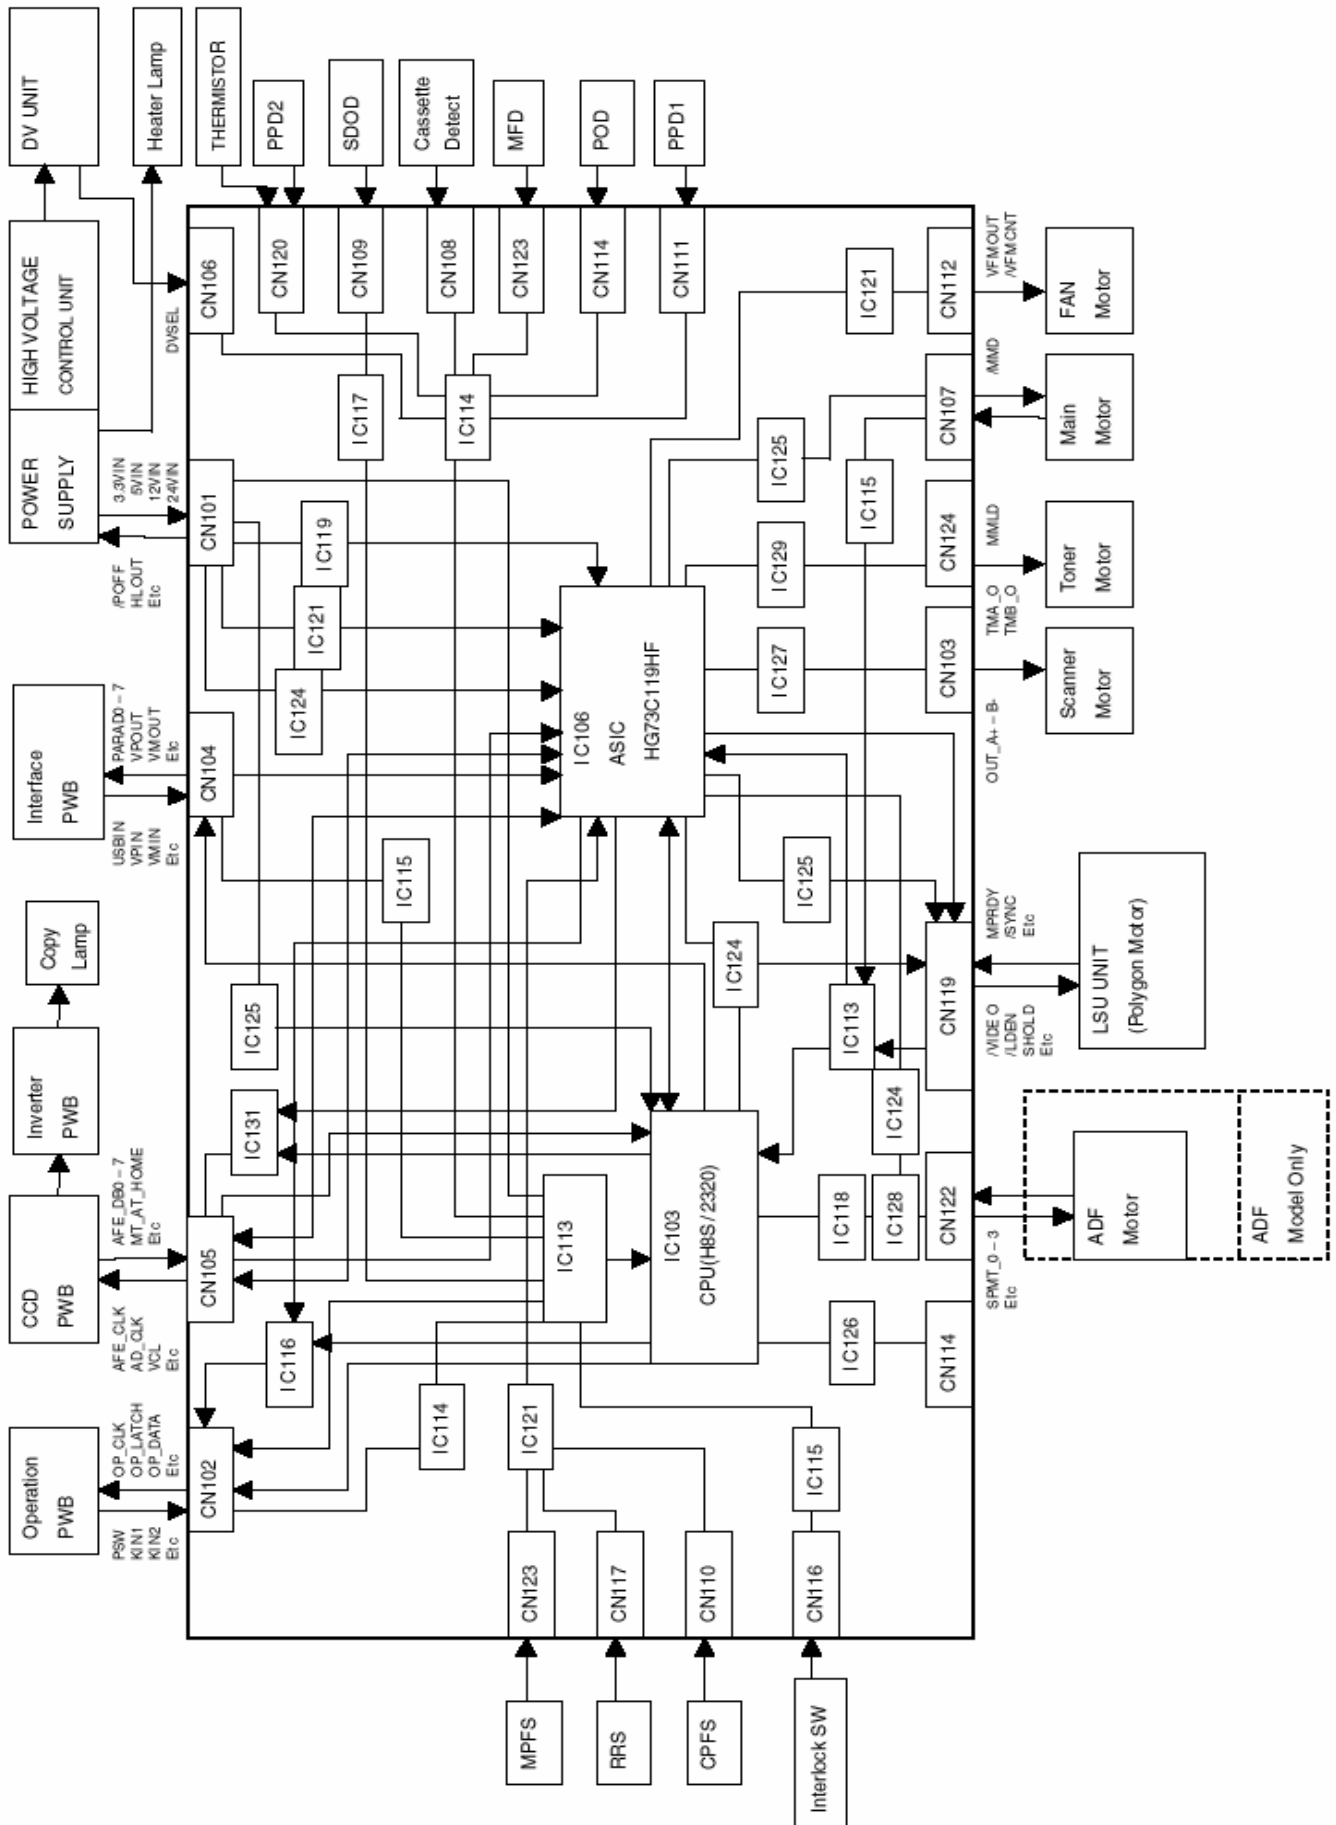 Operation
PWB
CCD
PWB
Inverter
PWB
Copy
Lamp
Interface
PWB
POWER
SUPPLY
HIGH VOLTAGE
CONTROL UNIT
DV UNIT
Heater Lamp
PSW
KIN1
KIN2
Etc
OP_CLK
OP_LATCH
OP_DATA
Etc
AFE_CLK
AD_CLK
VCL
Etc
AFE_DB0 – 7
MT_AT_HOME
Etc
USBIN
VPIN
VMIN
Etc
PARAD0 – 7
VPOUT
VMOUT
Etc
/POFF
HLOUT
Etc
3.3VIN
5VIN
12VIN
24VIN
DVSEL
THERMISTOR
PPD2
SDOD
Cassette
Detect
MFD
POD
PPD1
CN102
CN105
CN104
CN101
CN106
CN120
CN109
CN108
CN123
CN114
CN111
IC116
IC131
IC125
IC115
IC124
IC121
IC119
IC117
IC114
IC114
IC121
IC113
IC103
CPU(H8S/2320)
IC106
ASIC
HG73C119HF
MPFS
RRS
CPFS
Interlock SW
CN123
CN117
CN110
CN116
IC115
IC126
IC118
IC128
IC124
IC113
IC124
IC125
IC127
IC129
IC125
IC115
IC121
CN114
CN122
CN119
CN103
CN124
CN107
CN112
SPMT_0 – 3
Etc
/VIDEO
/LDEN
SHOLD
Etc
MPRDY
/SYNC
Etc
OUT_A+ – B-
TMA_O
TMB_O
MMLD
/MMD
VFMOUT
/VFMCNT
ADF
Motor
ADF
Model Only
LSU UNIT
(Polygon Motor)
Scanner
Motor
Toner
Motor
Main
Motor
FAN
Motor